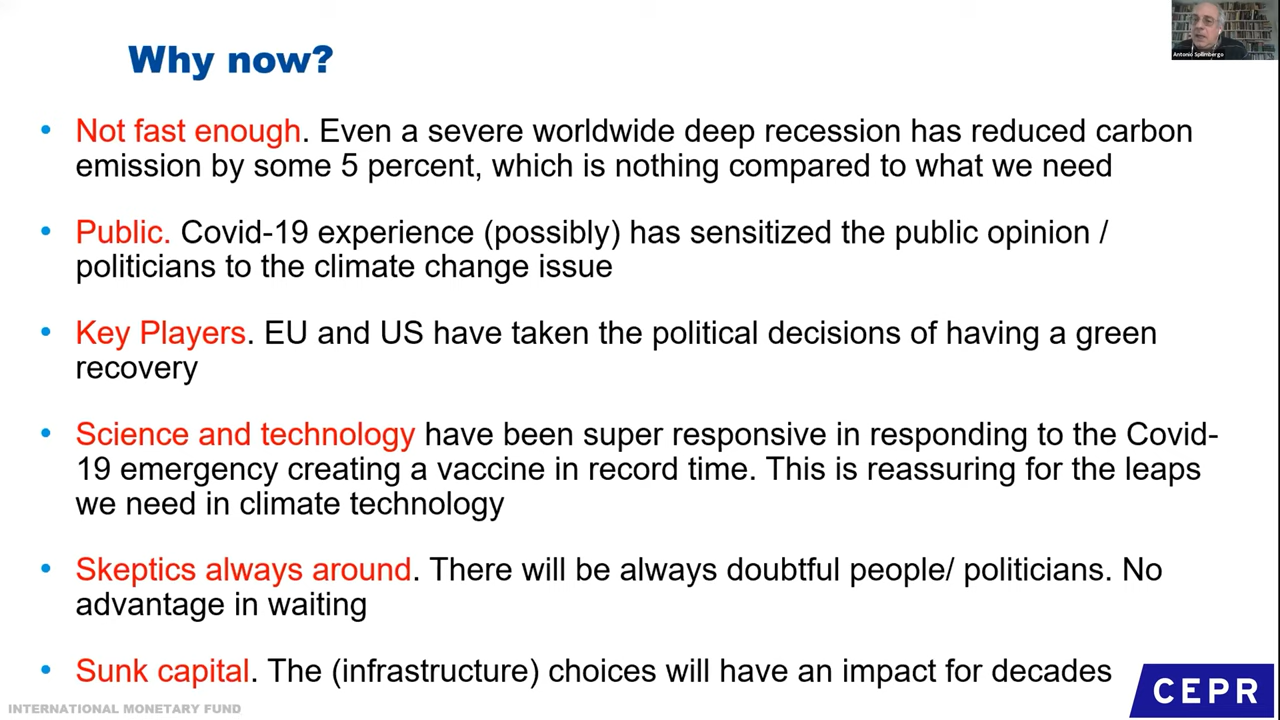 Why now?
Antonio Spilimbergo
• Not fast enough. Even a severe worldwide deep recession has reduced carbon
emission by some 5 percent, which is nothing compared to what we need
• Public. Covid-19 experience (possibly) has sensitized the public opinion /
politicians to the climate change issue
• Key Players. EU and US have taken the political decisions of having a green
recovery
• Science and technology have been super responsive in responding to the Covid-
19 emergency creating a vaccine in record time. This is reassuring for the leaps
we need in climate technology
• Skeptics always around. There will be always doubtful people/ politicians. No
advantage in waiting
• Sunk capital. The (infrastructure) choices will have an impact for decades
INTERNATIONAL MONETARY FUND
CEPR